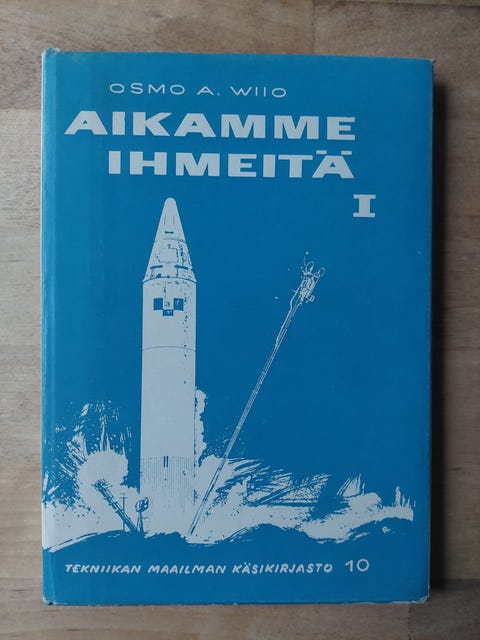 OSMO A. WIIO
AIKAMME
IHMEITÄ
I
R.
TEKNIIKAN MAAILMAN KÄSIKIRJASTO 10